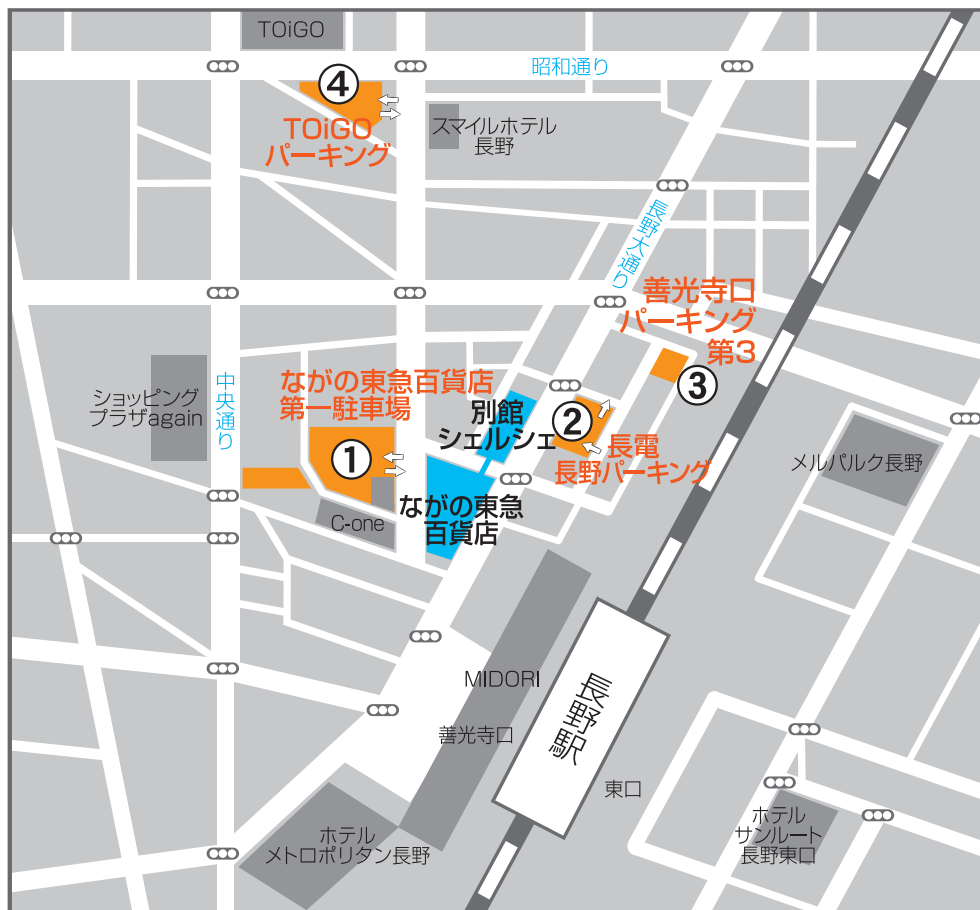 TOiGO
昭和通り
④
TOiGO
パーキング
スマイルホテル
長野
長野大通り
善光寺口
パーキング
第3
③
ショッピング
プラザagain
中央通り
ながの東急百貨店
第一駐車場
①
別館
シェルシェ
②
長電
長野パーキング
メルパルク長野
ながの東急
百貨店
C-one
MIDORI
善光寺口
長野駅
東口
ホテル
メトロポリタン長野
ホテル
サンルート
長野東口